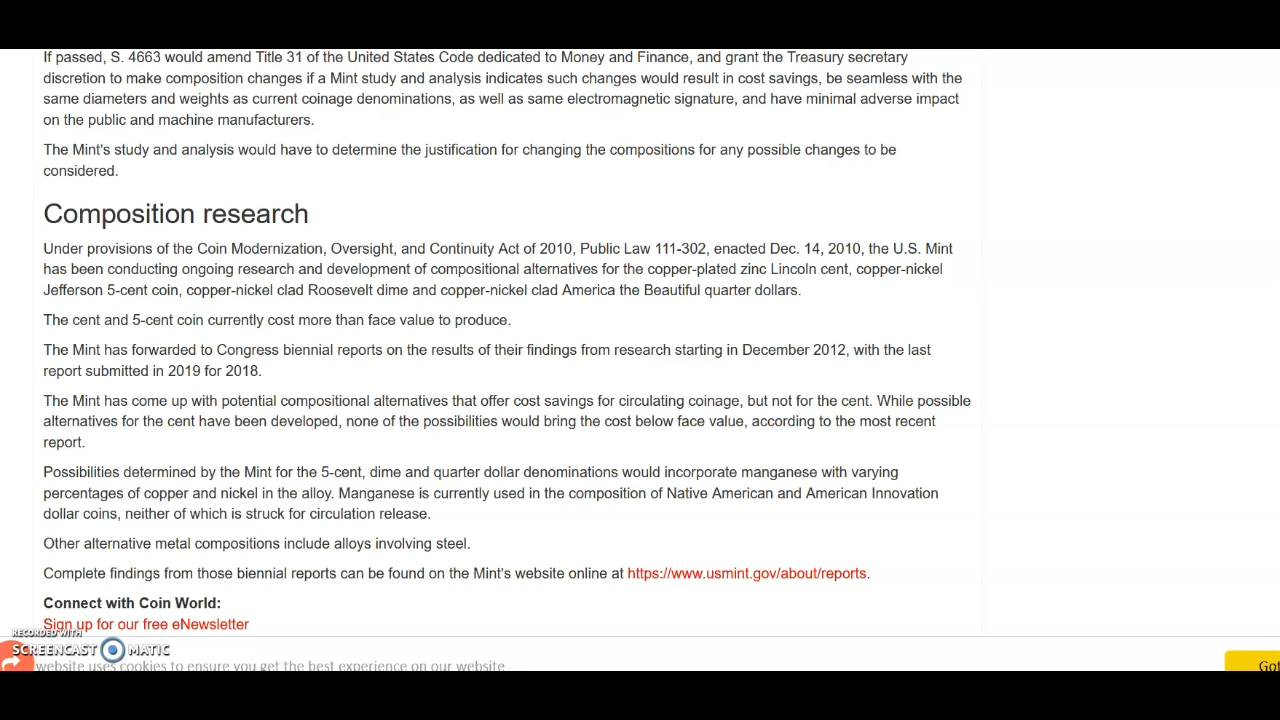 If passed, S. 4663 would amend Title 31 of the United States Code dedicated to Money and Finance, and grant the Treasury secretary
discretion to make composition changes if a Mint study and analysis indicates such changes would result in cost savings, be seamless with the
same diameters and weights as current coinage denominations, as well as same electromagnetic signature, and have minimal adverse impact
on the public and machine manufacturers.
The Mint's study and analysis would have to determine the justification for changing the compositions for any possible changes to be
considered.
Composition research
Under provisions of the Coin Modernization, Oversight, and Continuity Act of 2010, Public Law 111-302, enacted Dec. 14, 2010, the U.S. Mint
has been conducting ongoing research and development of compositional alternatives for the copper-plated zinc Lincoln cent, copper-nickel
Jefferson 5-cent coin, copper-nickel clad Roosevelt dime and copper-nickel clad America the Beautiful quarter dollars.
The cent and 5-cent coin currently cost more than face value to produce.
The Mint has forwarded to Congress biennial reports on the results of their findings from research starting in December 2012, with the last
report submitted in 2019 for 2018.
The Mint has come up with potential compositional alternatives that offer cost savings for circulating coinage, but not for the cent. While possible
alternatives for the cent have been developed, none of the possibilities would bring the cost below face value, according to the most recent
report.
Possibilities determined by the Mint for the 5-cent, dime and quarter dollar denominations would incorporate manganese with varying
percentages of copper and nickel in the alloy. Manganese is currently used in the composition of Native American and American Innovation
dollar coins, neither of which is struck for circulation release.
Other alternative metal compositions include alloys involving steel.
Complete findings from those biennial reports can be found on the Mint's website online at https://www.usmint.gov/about/reports.
Connect with Coin World:
Sign up for our free eNewsletter
RECORDED WITH
SCREENCAST MATIC
website uses cookies to ensure you get the best experience on our website
Got